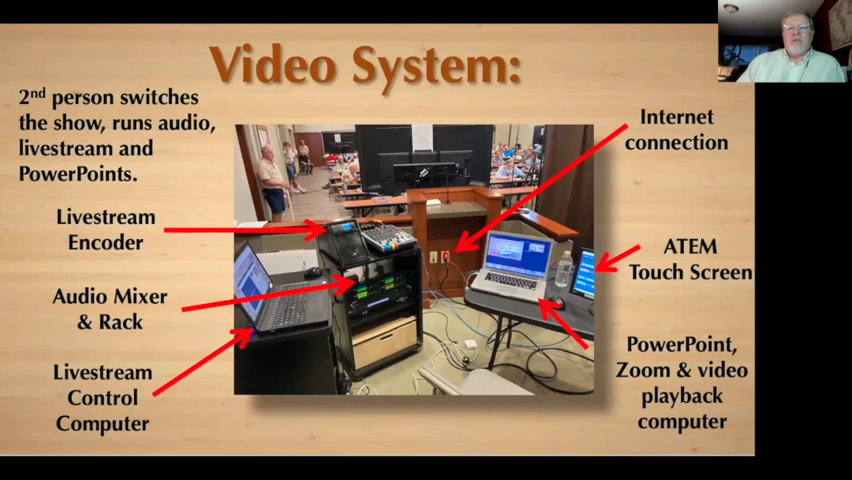 Video System:
2nd person switches
the show, runs audio,
livestream and
PowerPoints.
Livestream
Encoder
Audio Mixer
& Rack
Livestream
Control
Computer
Internet
connection
ATEM
Touch Screen
PowerPoint,
Zoom & video
playback
computer